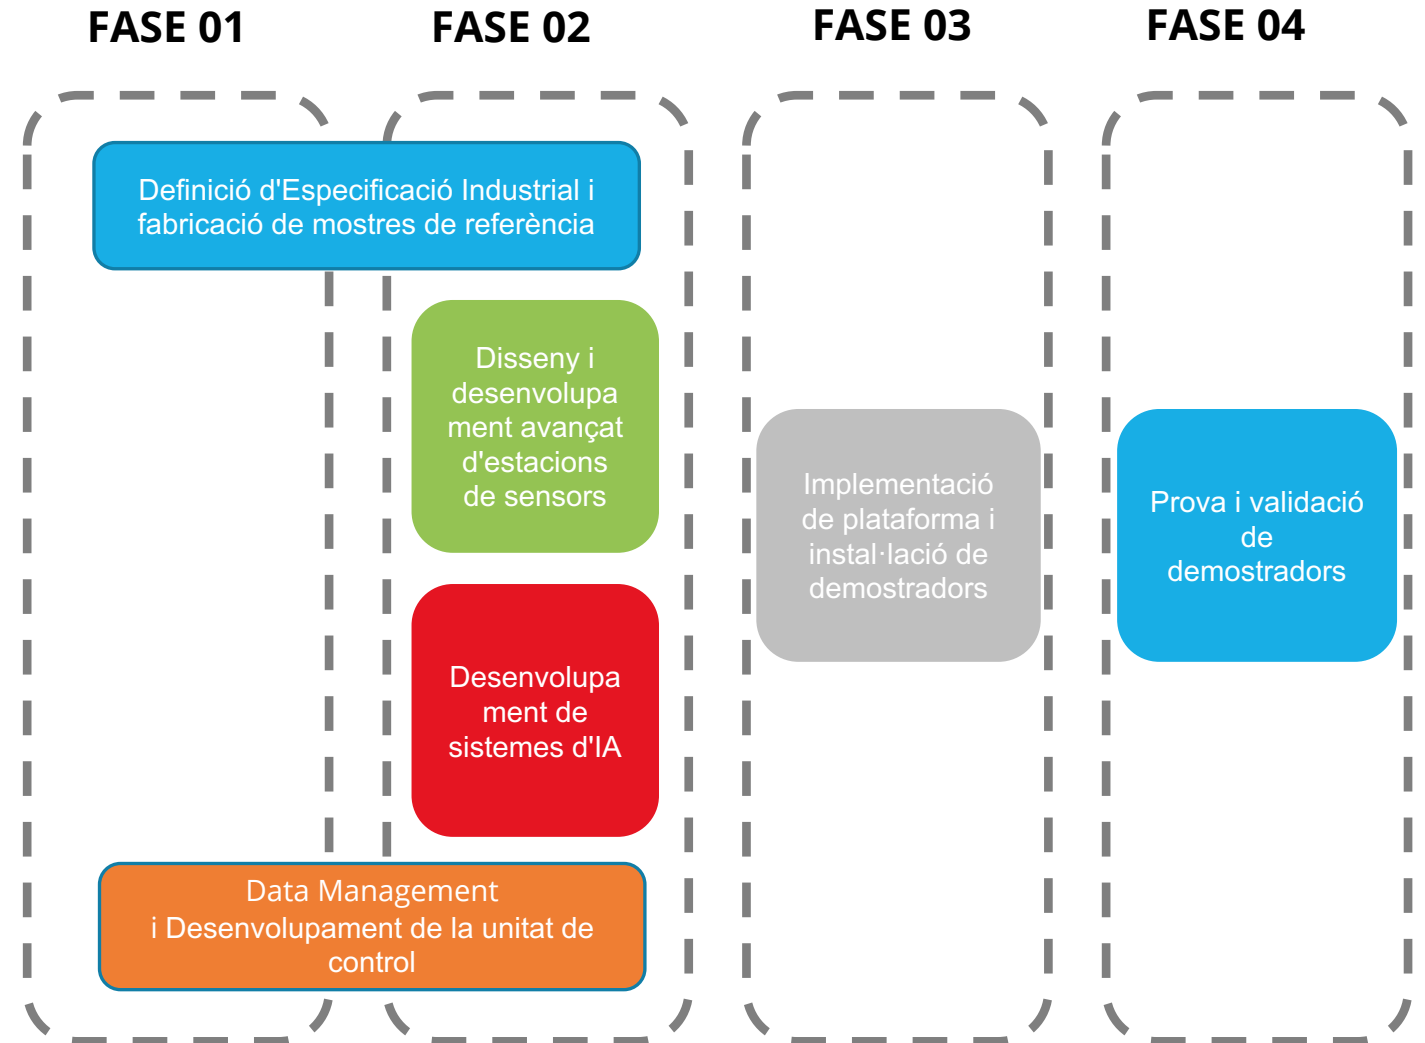 FASE 01
FASE 02
FASE 03
FASE 04
Definició d'Especificació Industrial i
fabricació de mostres de referència
Disseny i
desenvolupa
ment avançat
d'estacions
de sensors
Implementació
de plataforma i
instal·lació de
demostradors
Prova i validació
de
demostradors
Desenvolupa
ment de
sistemes d'IA
Data Management
i Desenvolupament de la unitat de
control